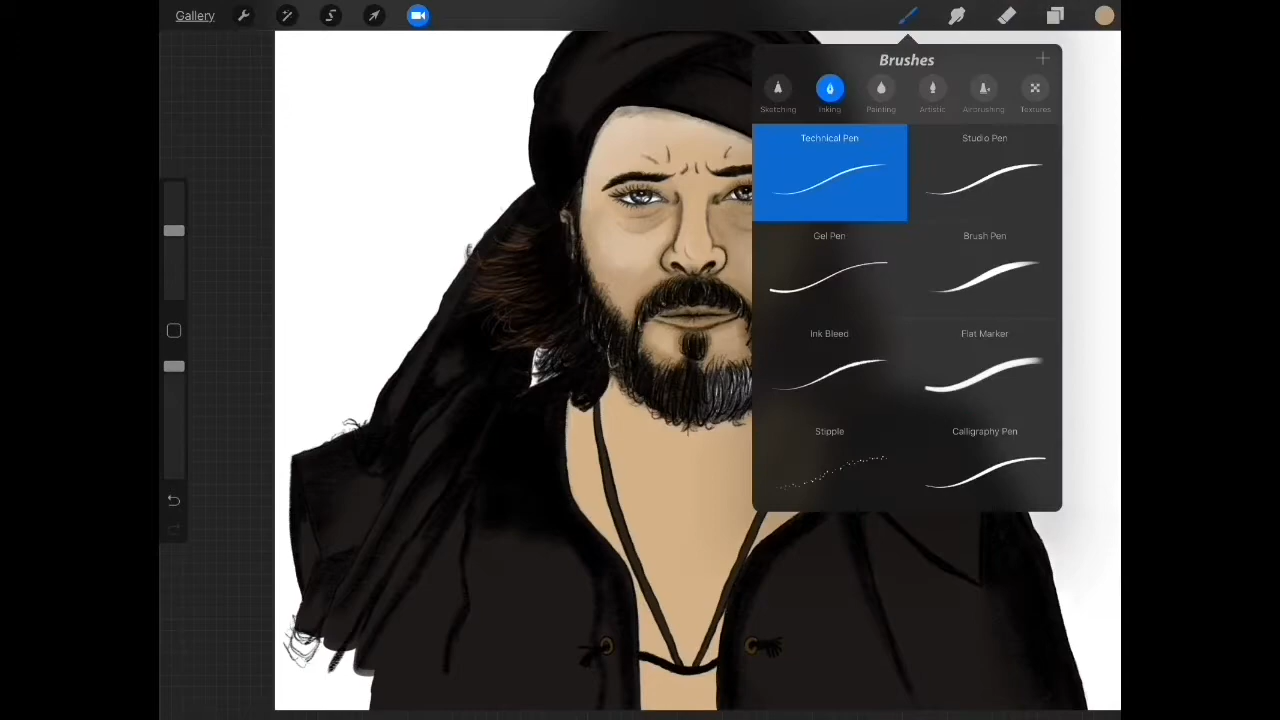 Gallery
Brushes
Sketching Inking Painting Artistic Airbrushing Textures
Technical Pen Studio Pen
Gel Pen Brush Pen
Ink Bleed Flat Marker
Stipple Calligraphy Pen